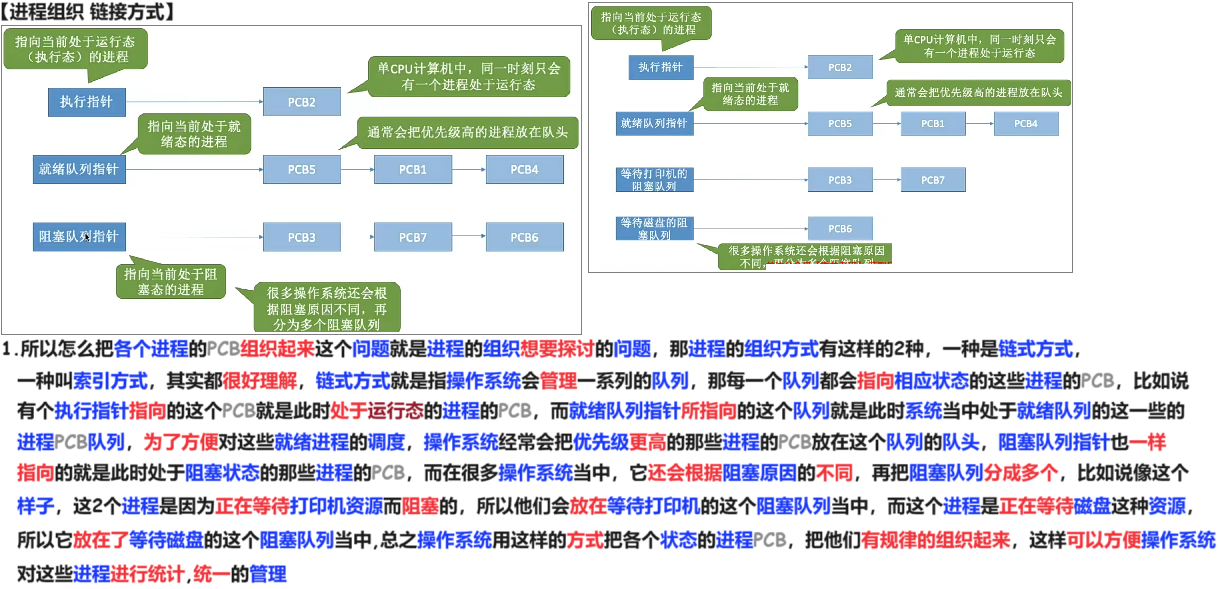 【进程组织 链接方式】
指向当前处于运行态
（执行态）的进程
执行指针
PCB2
单CPU计算机中，同一时刻只会
有一个进程处于运行态
指向当前处于就
绪态的进程
通常会把优先级高的进程放在队头
就绪队列指针
PCB5
PCB1
PCB4
阻塞队列指针
PCB3
PCB7
PCB6
指向当前处于阻
塞态的进程
很多操作系统还会根
据阻塞原因不同，再
分为多个阻塞队列
指向当前处于运行态
（执行态）的进程
执行指针
PCB2
单CPU计算机中，同一时刻只会
有一个进程处于运行态
指向当前处于就
绪态的进程
通常会把优先级高的进程放在队头
就绪队列指针
PCB5
PCB1
PCB4
等待打印机的
阻塞队列
PCB3
PCB7
等待磁盘的阻
塞队列
PCB6
很多操作系统还会根据阻塞原因
不同，再分为多个阻塞队列
1.所以怎么把各个进程的PCB组织起来这个问题就是进程的组织想要探讨的问题，那进程的组织方式有这样的2种，一种是链式方式，
一种叫索引方式，其实都很好理解，链式方式就是指操作系统会管理一系列的队列，那每一个队列都会指向相应状态的这些进程的PCB，比如说
有个执行指针指向的这个PCB就是此时处于运行态的进程的PCB，而就绪队列指针所指向的这个队列就是此时系统当中处于就绪队列的这一些的
进程PCB队列，为了方便对这些就绪进程的调度，操作系统经常会把优先级更高的那些进程的PCB放在这个队列的队头，阻塞队列指针也一样
指向的就是此时处于阻塞状态的那些进程的PCB，而在很多操作系统当中，它还会根据阻塞原因的不同，再把阻塞队列分成多个，比如说像这个
样子，这2个进程是因为正在等待打印机资源而阻塞的，所以他们会放在等待打印机的这个阻塞队列当中，而这个进程是正在等待磁盘这种资源，
所以它放在了等待磁盘的这个阻塞队列当中,总之操作系统用这样的方式把各个状态的进程PCB，把他们有规律的组织起来，这样可以方便操作系统
对这些进程进行统计,统一的管理